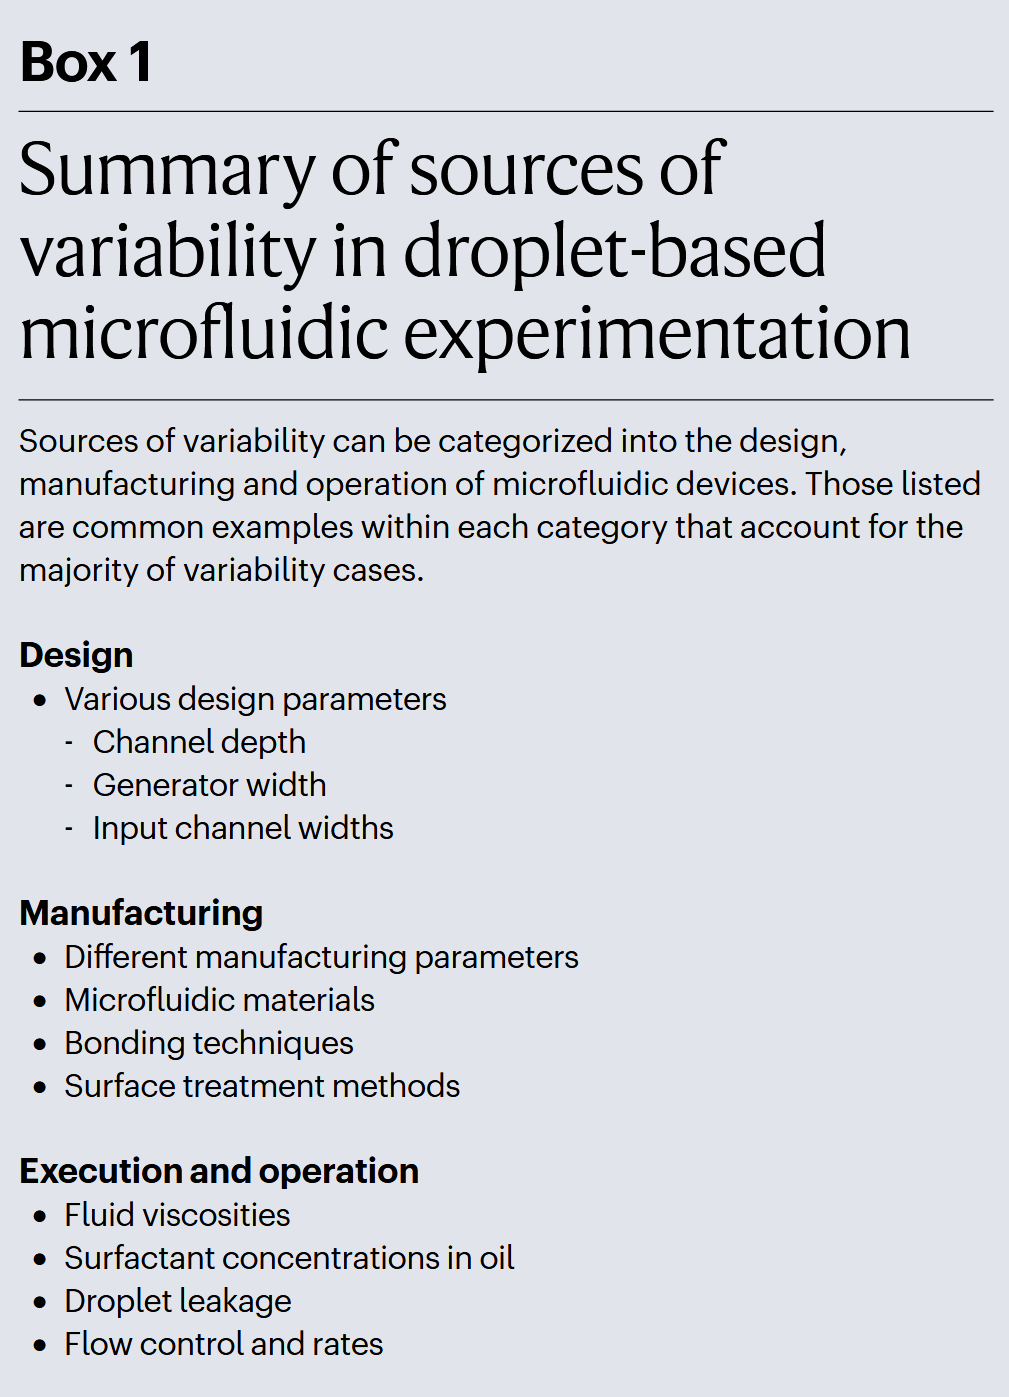 Box 1
Summary of sources of
variability in droplet-based
microfluidic experimentation
Sources of variability can be categorized into the design,
manufacturing and operation of microfluidic devices. Those listed
are common examples within each category that account for the
majority of variability cases.
Design
• Various design parameters
- Channel depth
- Generator width
- Input channel widths
Manufacturing
• Different manufacturing parameters
• Microfluidic materials
• Bonding techniques
• Surface treatment methods
Execution and operation
• Fluid viscosities
• Surfactant concentrations in oil
• Droplet leakage
• Flow control and rates